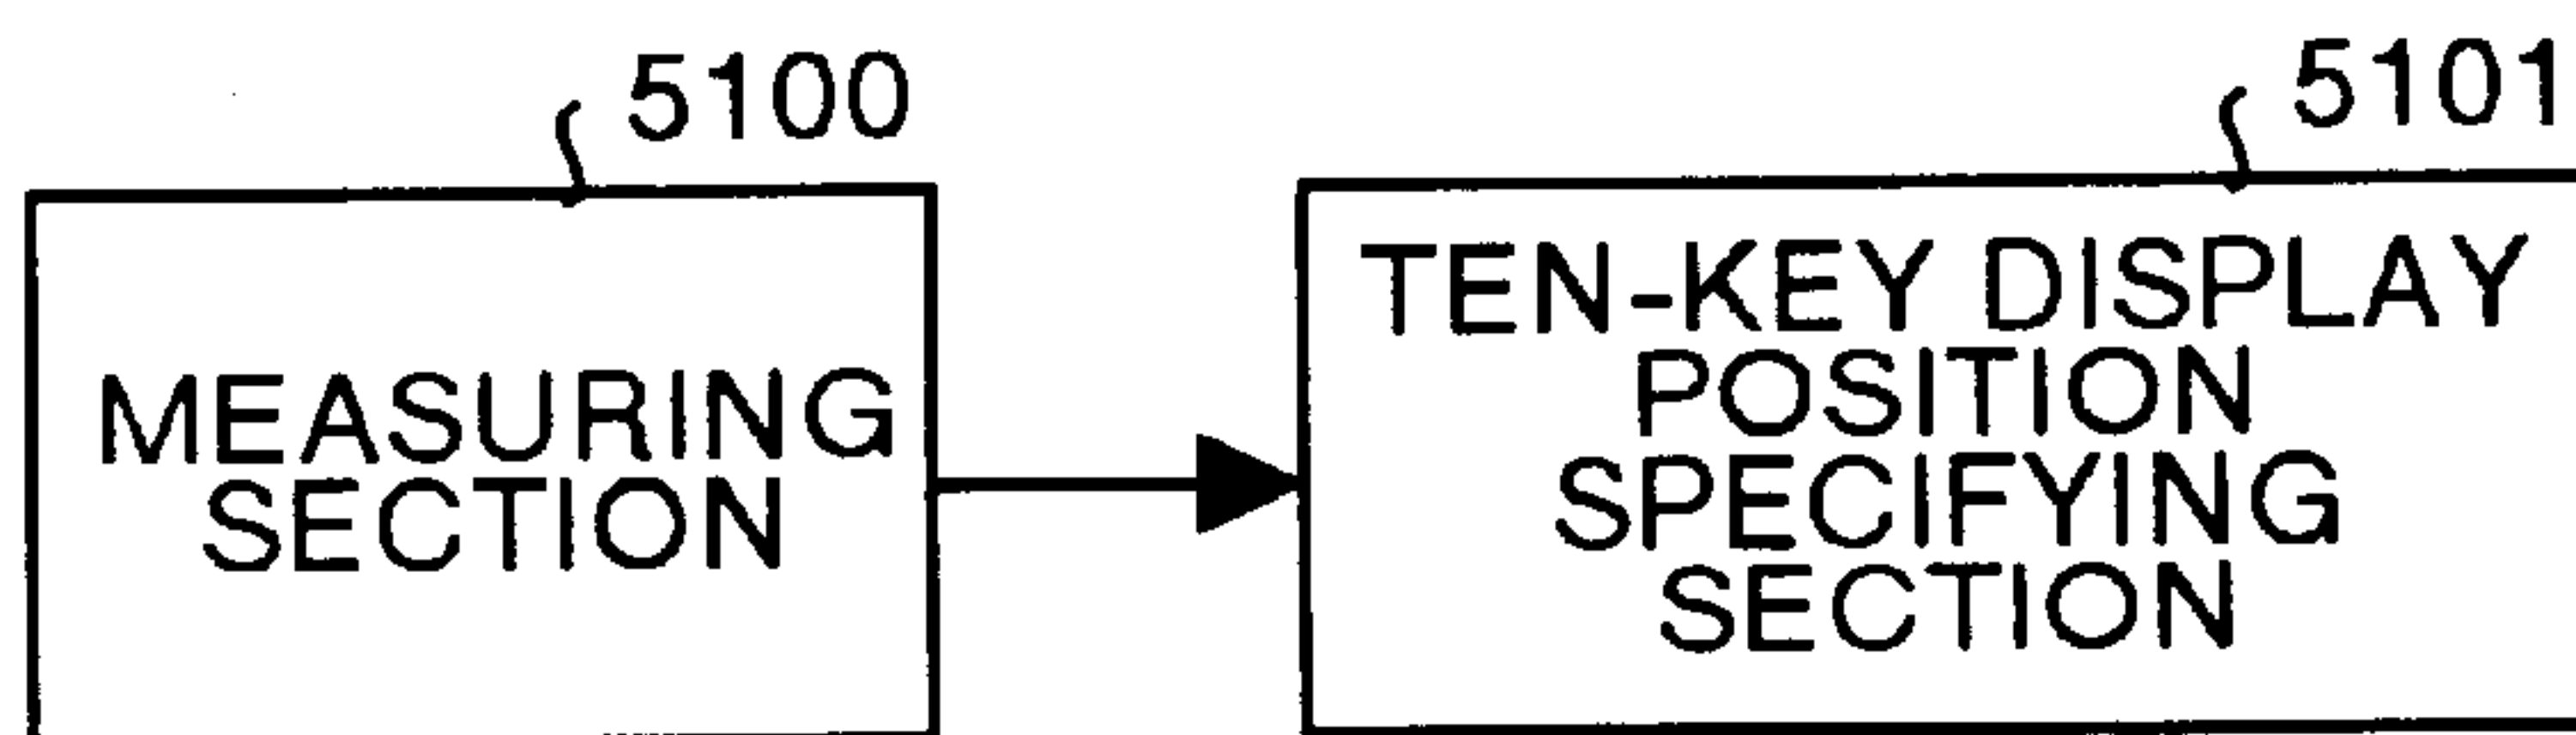 5100
5101
MEASURING
SECTION
TEN-KEY DISPLAY
POSITION
SPECIFYING
SECTION